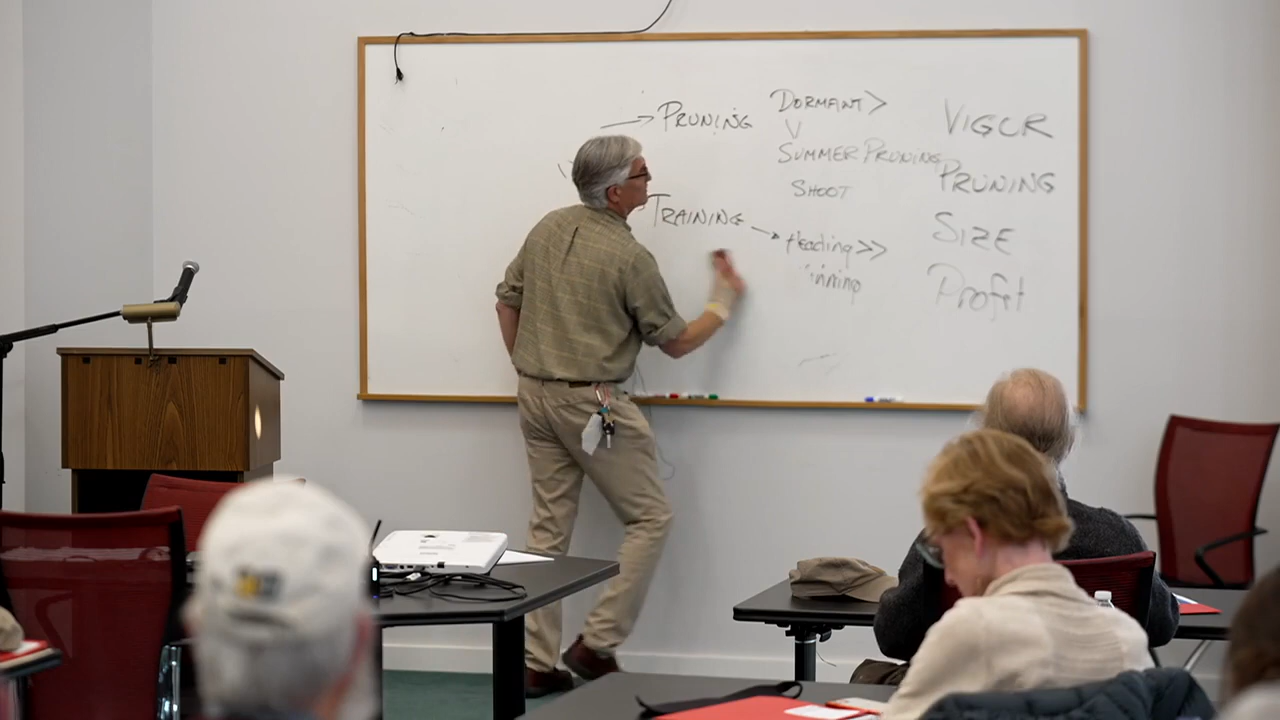 → PRUNING
DORMANT >
V
SUMMER PRUNING
SHOOT
TRAINING →
Heading >>
VIGOR
PRUNING
SIZE
Profit